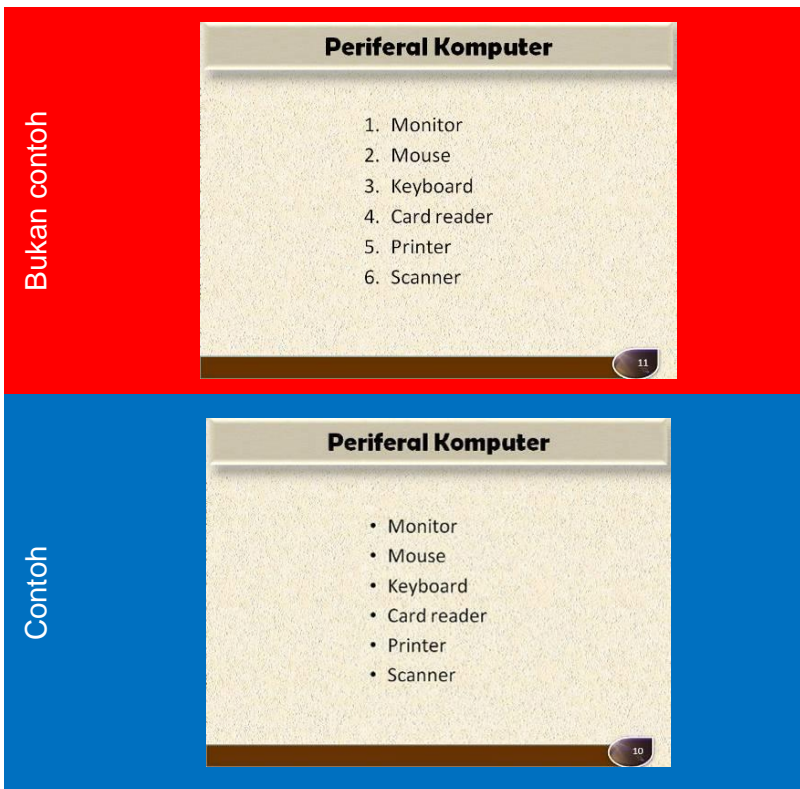 Bukan contoh
Periferal Komputer
1. Monitor
2. Mouse
3. Keyboard
4. Card reader
5. Printer
6. Scanner
11
Contoh
Periferal Komputer
• Monitor
• Mouse
• Keyboard
• Card reader
• Printer
• Scanner
10